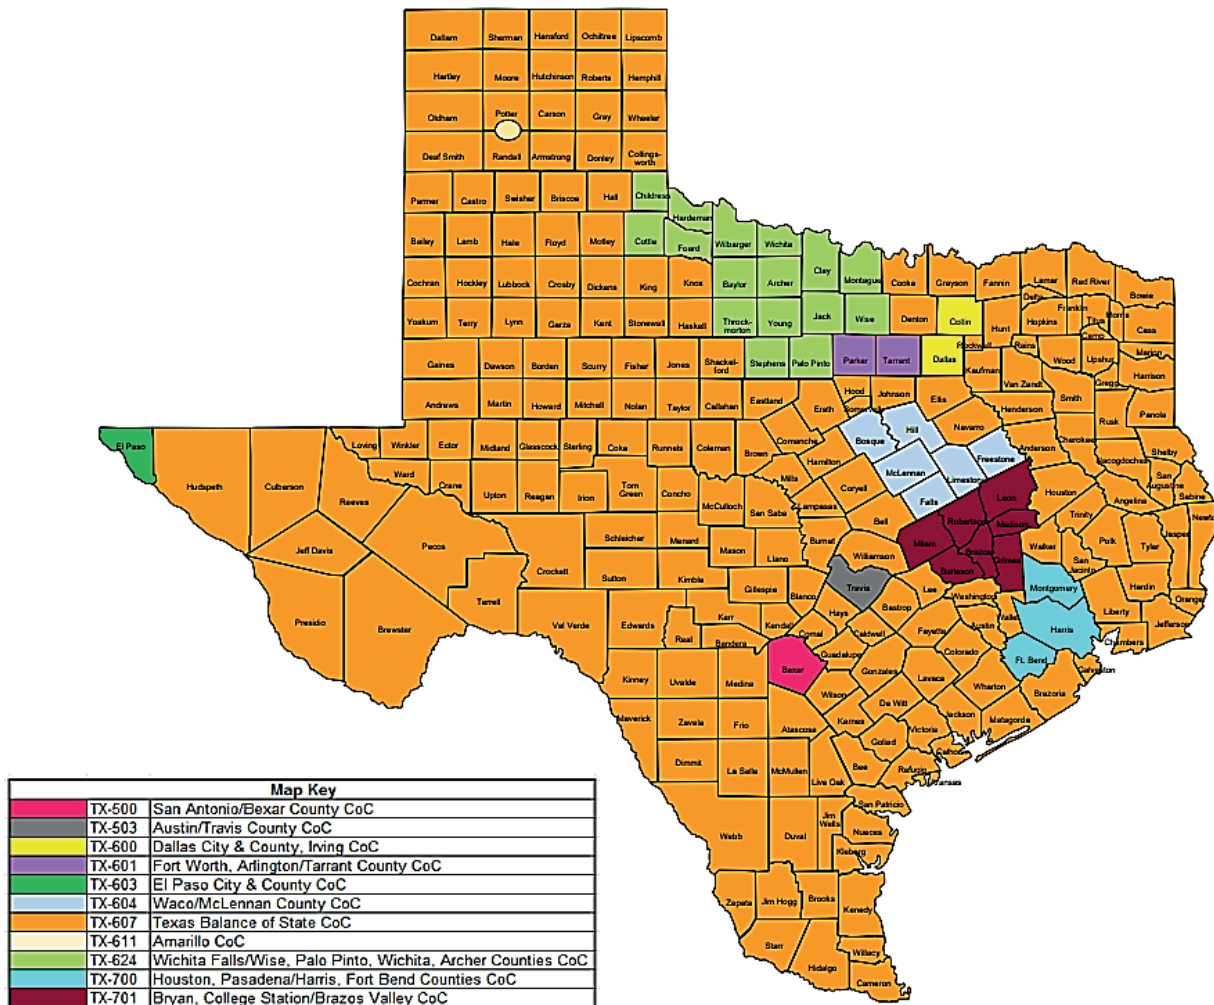 Dallam Sherman Hansford Ochiltree Lipscomb
Hartley Moore Hutchinson Roberts Hemphill
Oldham Potter Carson Gray Wheeler
Deaf Smith Randall Armstrong Donley Collings-
worth
Parmer Castro Swisher Briscoe Hall Childress
Hardeman
Bailey Lamb Hale Floyd Motley Cottle Foard Wilbarger Wichita
Clay Montague Cooke Grayson Fannin Lamar Red River Bowie
Cochran Hockley Lubbock Crosby Dickens King Knox Baylor Archer
Delta Franklin Titus Morris
Yoakum Terry Lynn Garza Kent Stonewall Haskell Throck-
morton Young Jack Wise Denton Collin Hunt Hopkins Camp Cass
Rockwall Rains Wood Upshur Marion
Gaines Dawson Borden Scurry Fisher Jones Shackel-
ford Stephens Palo Pinto Parker Tarrant Dallas Kaufman Van Zandt Gregg Harrison
Andrews Martin Howard Mitchell Nolan Taylor Callahan Eastland Erath Hood Somervell Johnson Ellis Henderson Smith Rusk Panola
El Paso Loving Winkler Ector Midland Glasscock Sterling Coke Runnels Coleman Brown Comanche Bosque Hill Navarro Anderson Cherokee Nacogdoches Shelby
Hudspeth Culberson Reeves Ward Crane Upton Reagan Irion Tom
Green Concho McCulloch San Saba Mills Hamilton Coryell McLennan Limestone Freestone Leon Houston Angelina San
Augustine Sabine
Lampasas Falls Trinity Newton
Jeff Davis Pecos Crockett Schleicher Menard Mason Llano Burnet Bell Milam Robertson Madison Walker Polk Tyler Jasper
Williamson Brazos Grimes San
Jacinto
Presidio Brewster Terrell Sutton Kimble Gillespie Blanco Travis Burleson Lee Washington Montgomery Liberty Hardin Orange
Val Verde Edwards Real Kerr Bandera Kendall Comal Hays Caldwell Bastrop Fayette Austin Waller Harris Chambers Jefferson
Kinney Uvalde Medina Bexar Guadalupe Gonzales Lavaca Colorado Ft. Bend Galveston
Wilson De Witt Wharton Brazoria
Maverick Zavala Frio Atascosa Karnes Goliad Victoria Jackson Matagorda
Dimmit La Salle McMullen Live Oak Bee Refugio Calhoun Aransas
San Patricio
Webb Duval Jim
Wells Nueces
Kleberg
Zapata Jim Hogg Brooks Kenedy
Starr Hidalgo Willacy
Cameron
Map Key
TX-500 San Antonio/Bexar County CoC
TX-503 Austin/Travis County CoC
TX-600 Dallas City & County, Irving CoC
TX-601 Fort Worth, Arlington/Tarrant County CoC
TX-603 El Paso City & County CoC
TX-604 Waco/McLennan County CoC
TX-607 Texas Balance of State CoC
TX-611 Amarillo CoC
TX-624 Wichita Falls/Wise, Palo Pinto, Wichita, Archer Counties CoC
TX-700 Houston, Pasadena/Harris, Fort Bend Counties CoC
TX-701 Bryan, College Station/Brazos Valley CoC